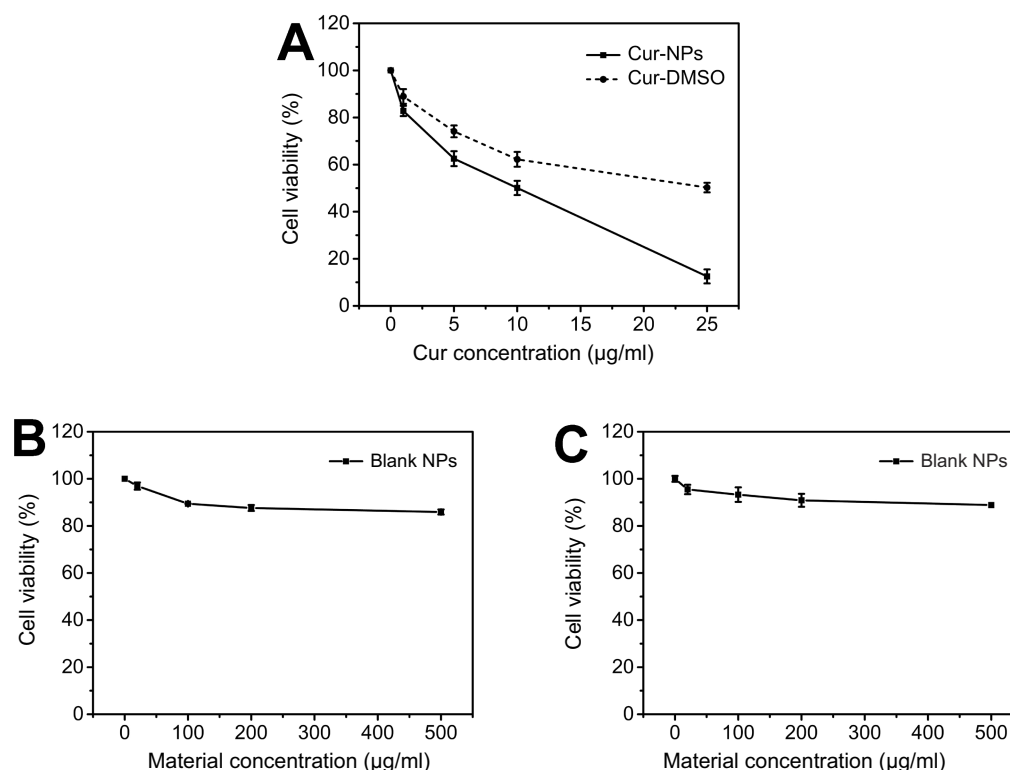 A
120
100
80
60
40
20
0
Cell viability (%)
Cur-NPs
Cur-DMSO
0 5 10 15 20 25
Cur concentration (μg/ml)
B
120
100
80
60
40
20
0
Cell viability (%)
Blank NPs
0 100 200 300 400 500
Material concentration (μg/ml)
C
120
100
80
60
40
20
0
Cell viability (%)
Blank NPs
0 100 200 300 400 500
Material concentration (μg/ml)